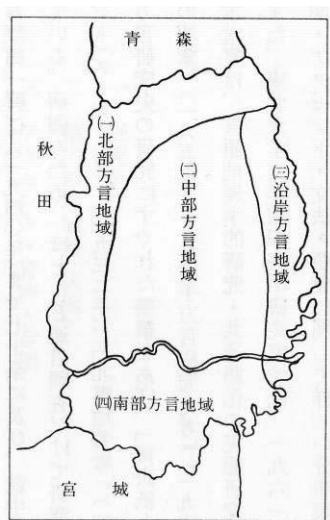 青森
秋田
㈠北部方言地域
㈡中部方言地域
㈢沿岸方言地域
㈣南部方言地域
宮城